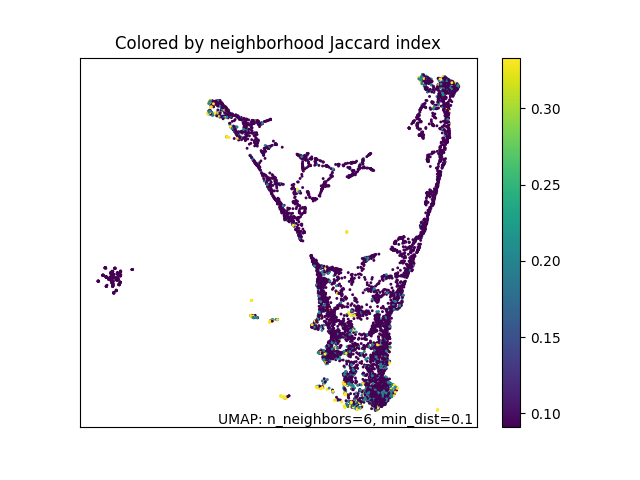 Colored by neighborhood Jaccard index
0.30
0.25
0.20
0.15
0.10
UMAP: n_neighbors=6, min_dist=0.1